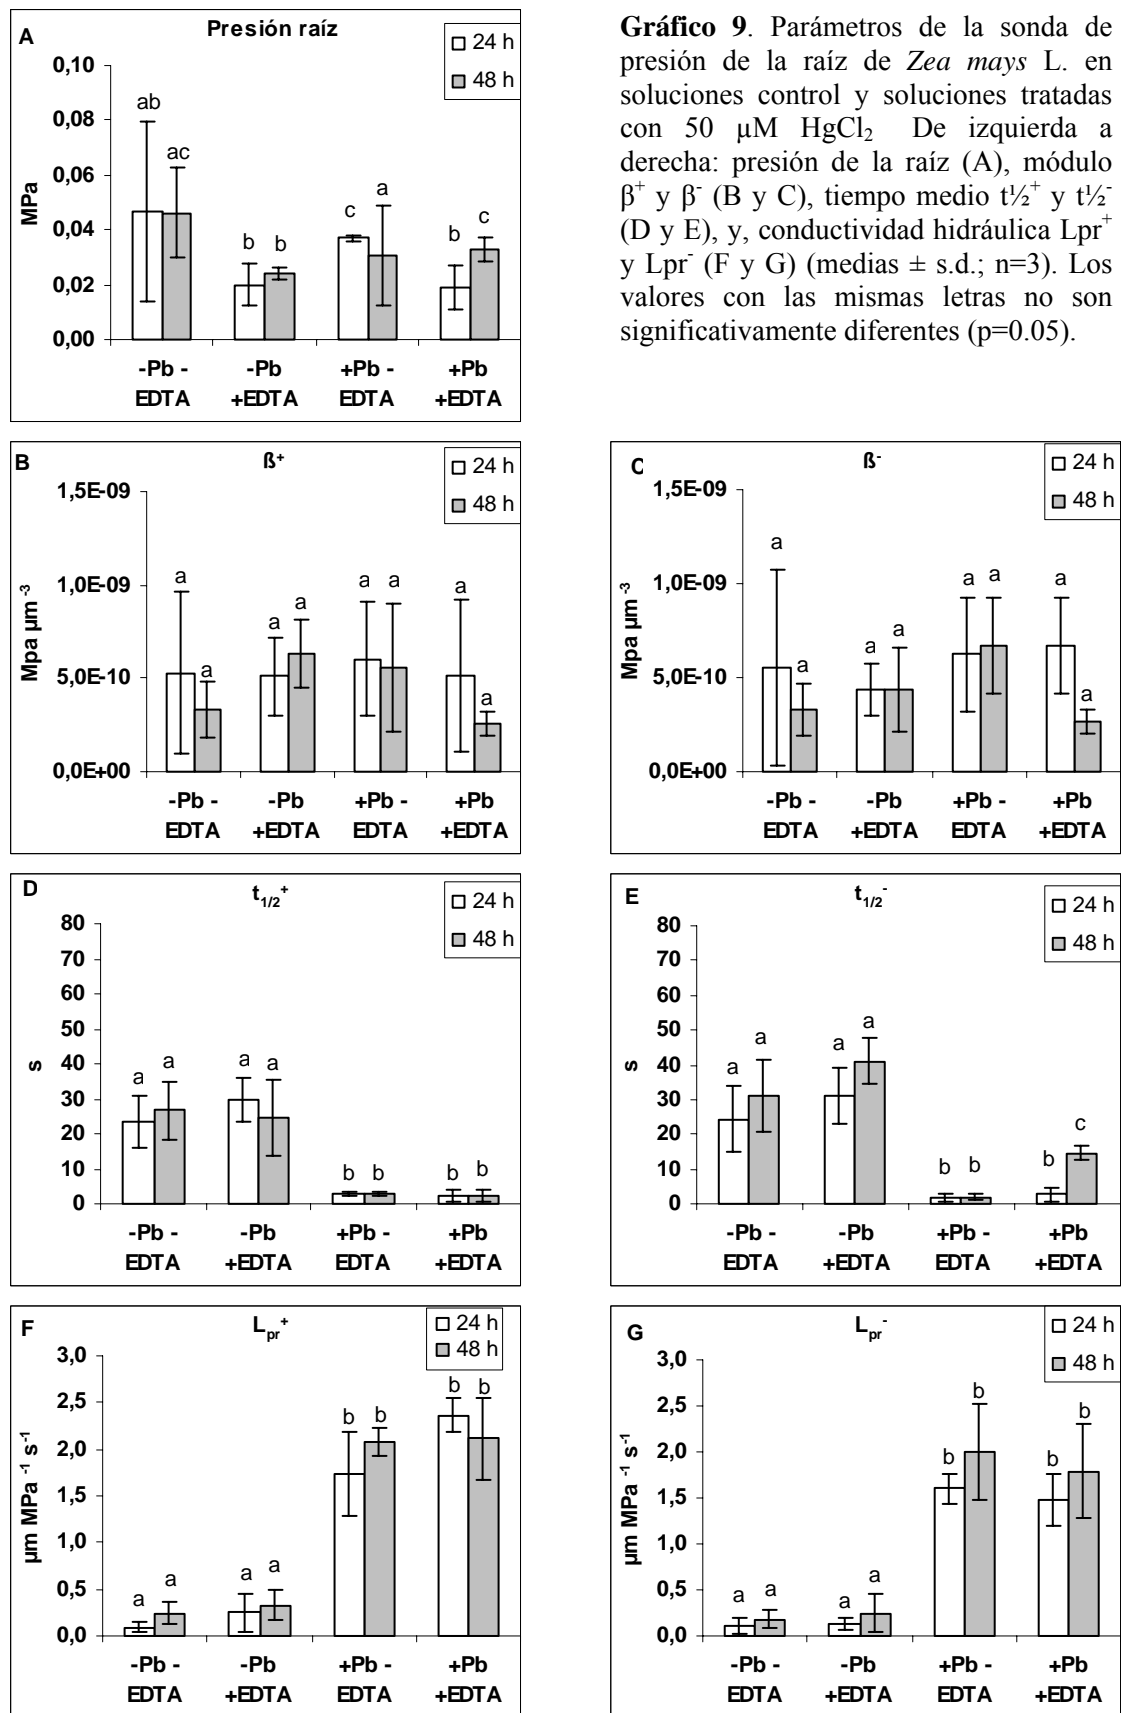 A
Presión raíz
24 h
48 h
0,10
0,08
0,06
0,04
0,02
0,00
MPa
ab
ac
b
b
c
a
b
c
-Pb - -Pb +Pb - +Pb
EDTA +EDTA EDTA +EDTA
Gráfico 9. Parámetros de la sonda de
presión de la raíz de Zea mays L. en
soluciones control y soluciones tratadas
con 50 µM HgCl₂ De izquierda a
derecha: presión de la raíz (A), módulo
β⁺ y β⁻ (B y C), tiempo medio t½⁺ y t½⁻
(D y E), y, conductividad hidráulica Lpr⁺
y Lpr⁻ (F y G) (medias ± s.d.; n=3). Los
valores con las mismas letras no son
significativamente diferentes (p=0.05).
B
ß⁺
24 h
48 h
1,5E-09
1,0E-09
5,0E-10
0,0E+00
Mpa µm⁻³
a
a
a
a
a
a
a
a
-Pb - -Pb +Pb - +Pb
EDTA +EDTA EDTA +EDTA
C
ß⁻
24 h
48 h
1,5E-09
1,0E-09
5,0E-10
0,0E+00
Mpa µm⁻³
a
a
a
a
a
a
a
a
-Pb - -Pb +Pb - +Pb
EDTA +EDTA EDTA +EDTA
D
t₁/₂⁺
24 h
48 h
80
70
60
50
40
30
20
10
0
s
a
a
a
a
b
b
b
b
-Pb - -Pb +Pb - +Pb
EDTA +EDTA EDTA +EDTA
E
t₁/₂⁻
24 h
48 h
80
70
60
50
40
30
20
10
0
s
a
a
a
a
b
b
b
c
-Pb - -Pb +Pb - +Pb
EDTA +EDTA EDTA +EDTA
F
Lpr⁺
24 h
48 h
3,0
2,5
2,0
1,5
1,0
0,5
0,0
µm MPa ⁻¹ s⁻¹
a
a
a
a
b
b
b
b
-Pb - -Pb +Pb - +Pb
EDTA +EDTA EDTA +EDTA
G
Lpr⁻
24 h
48 h
3,0
2,5
2,0
1,5
1,0
0,5
0,0
µm MPa ⁻¹ s⁻¹
a
a
a
a
b
b
b
b
-Pb - -Pb +Pb - +Pb
EDTA +EDTA EDTA +EDTA